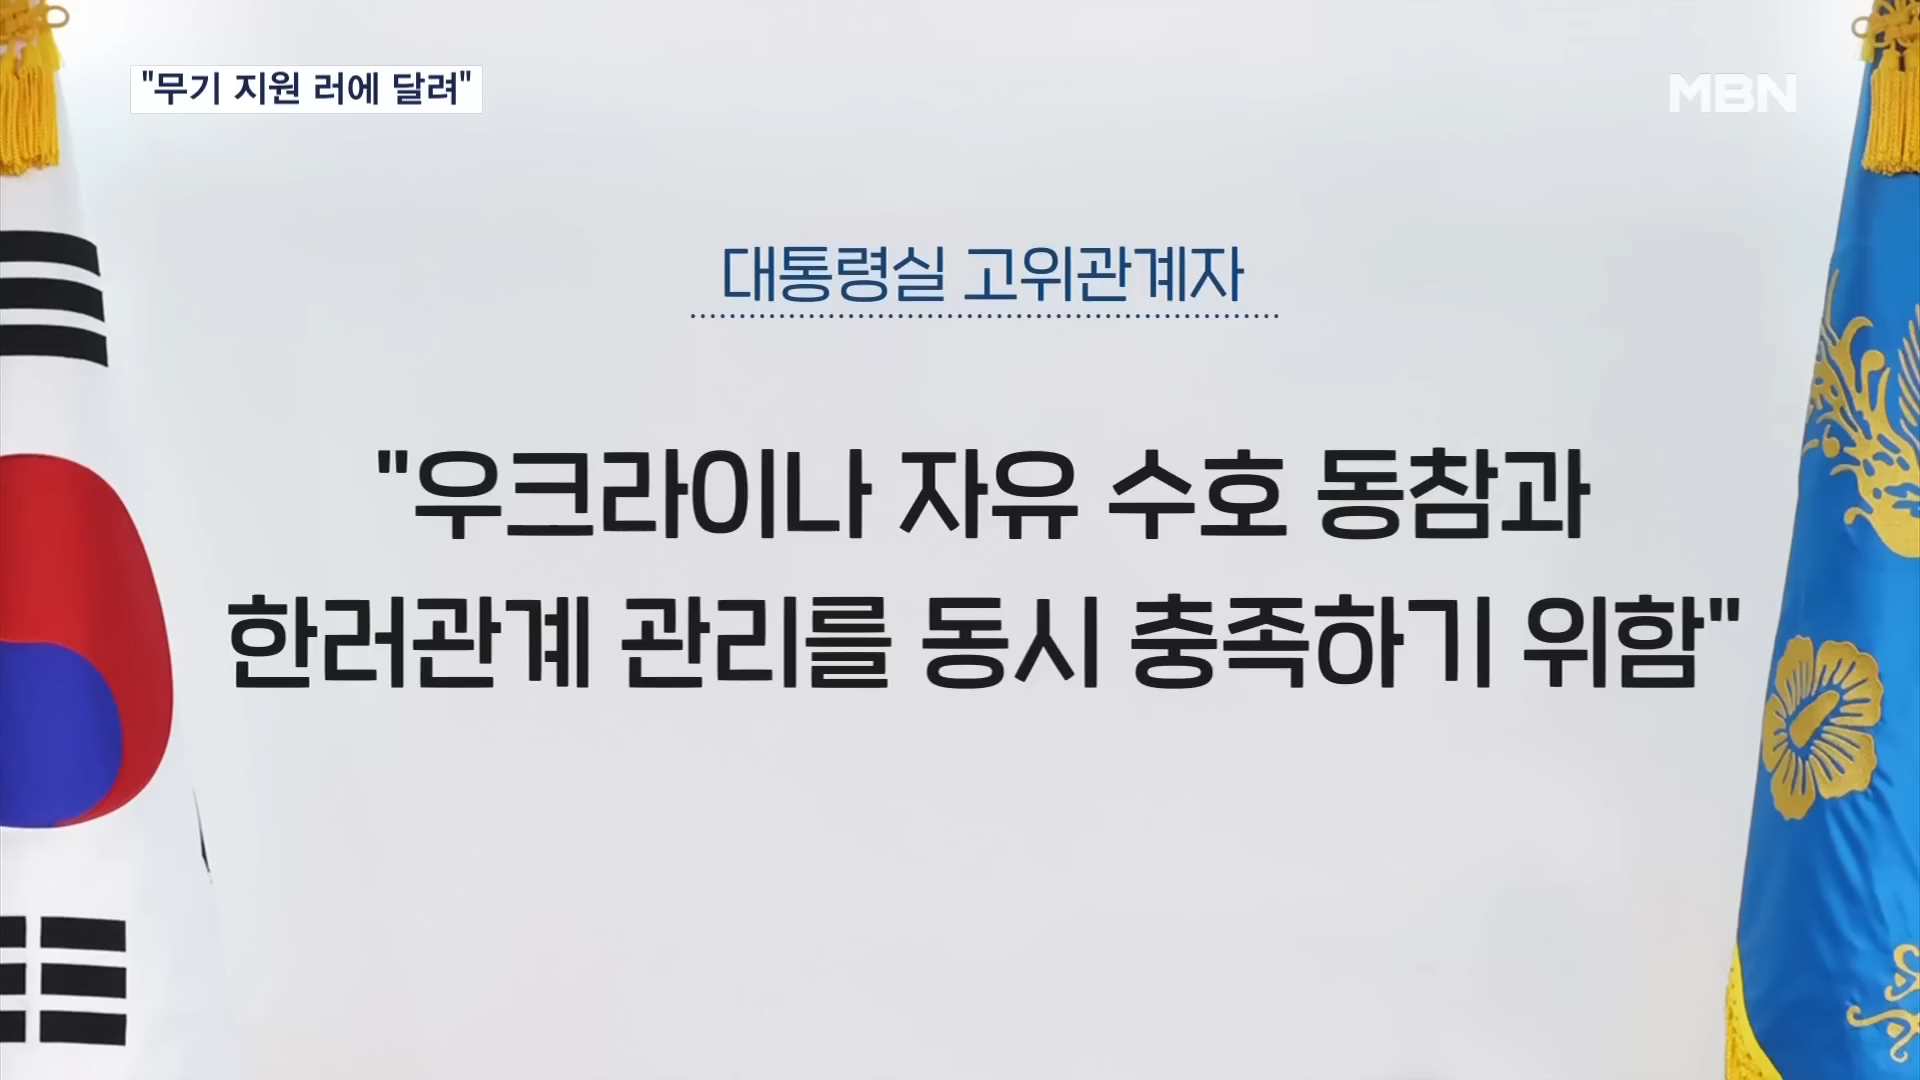 "무기 지원 러에 달려"
MBN
대통령실 고위관계자
"우크라이나 자유 수호 동참과
한러관계 관리를 동시 충족하기 위함"